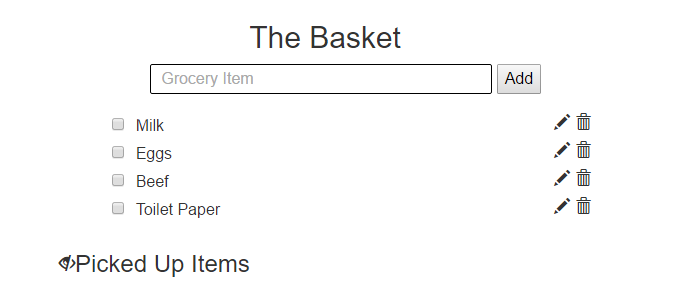 The Basket
Grocery Item Add
Milk
Eggs
Beef
Toilet Paper
Picked Up Items